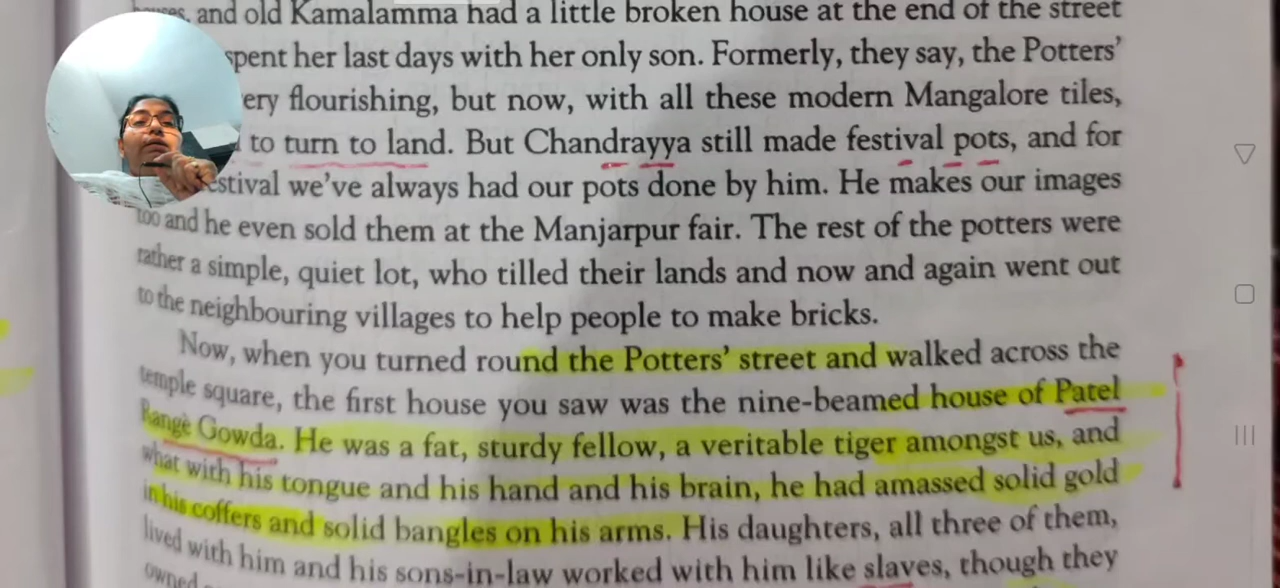 and old Kamalamma had a little broken house at the end of the street
spent her last days with her only son. Formerly, they say, the Potters'
ery flourishing, but now, with all these modern Mangalore tiles,
to turn to land. But Chandrayya still made festival pots, and for
estival we've always had our pots done by him. He makes our images
too and he even sold them at the Manjarpur fair. The rest of the potters were
rather a simple, quiet lot, who tilled their lands and now and again went out
to the neighbouring villages to help people to make bricks.
Now, when you turned round the Potters' street and walked across the
temple square, the first house you saw was the nine-beamed house of Patel
Rangè Gowda. He was a fat, sturdy fellow, a veritable tiger amongst us, and
what with his tongue and his hand and his brain, he had amassed solid gold
in his coffers and solid bangles on his arms. His daughters, all three of them,
lived with him and his sons-in-law worked with him like slaves, though they
owned